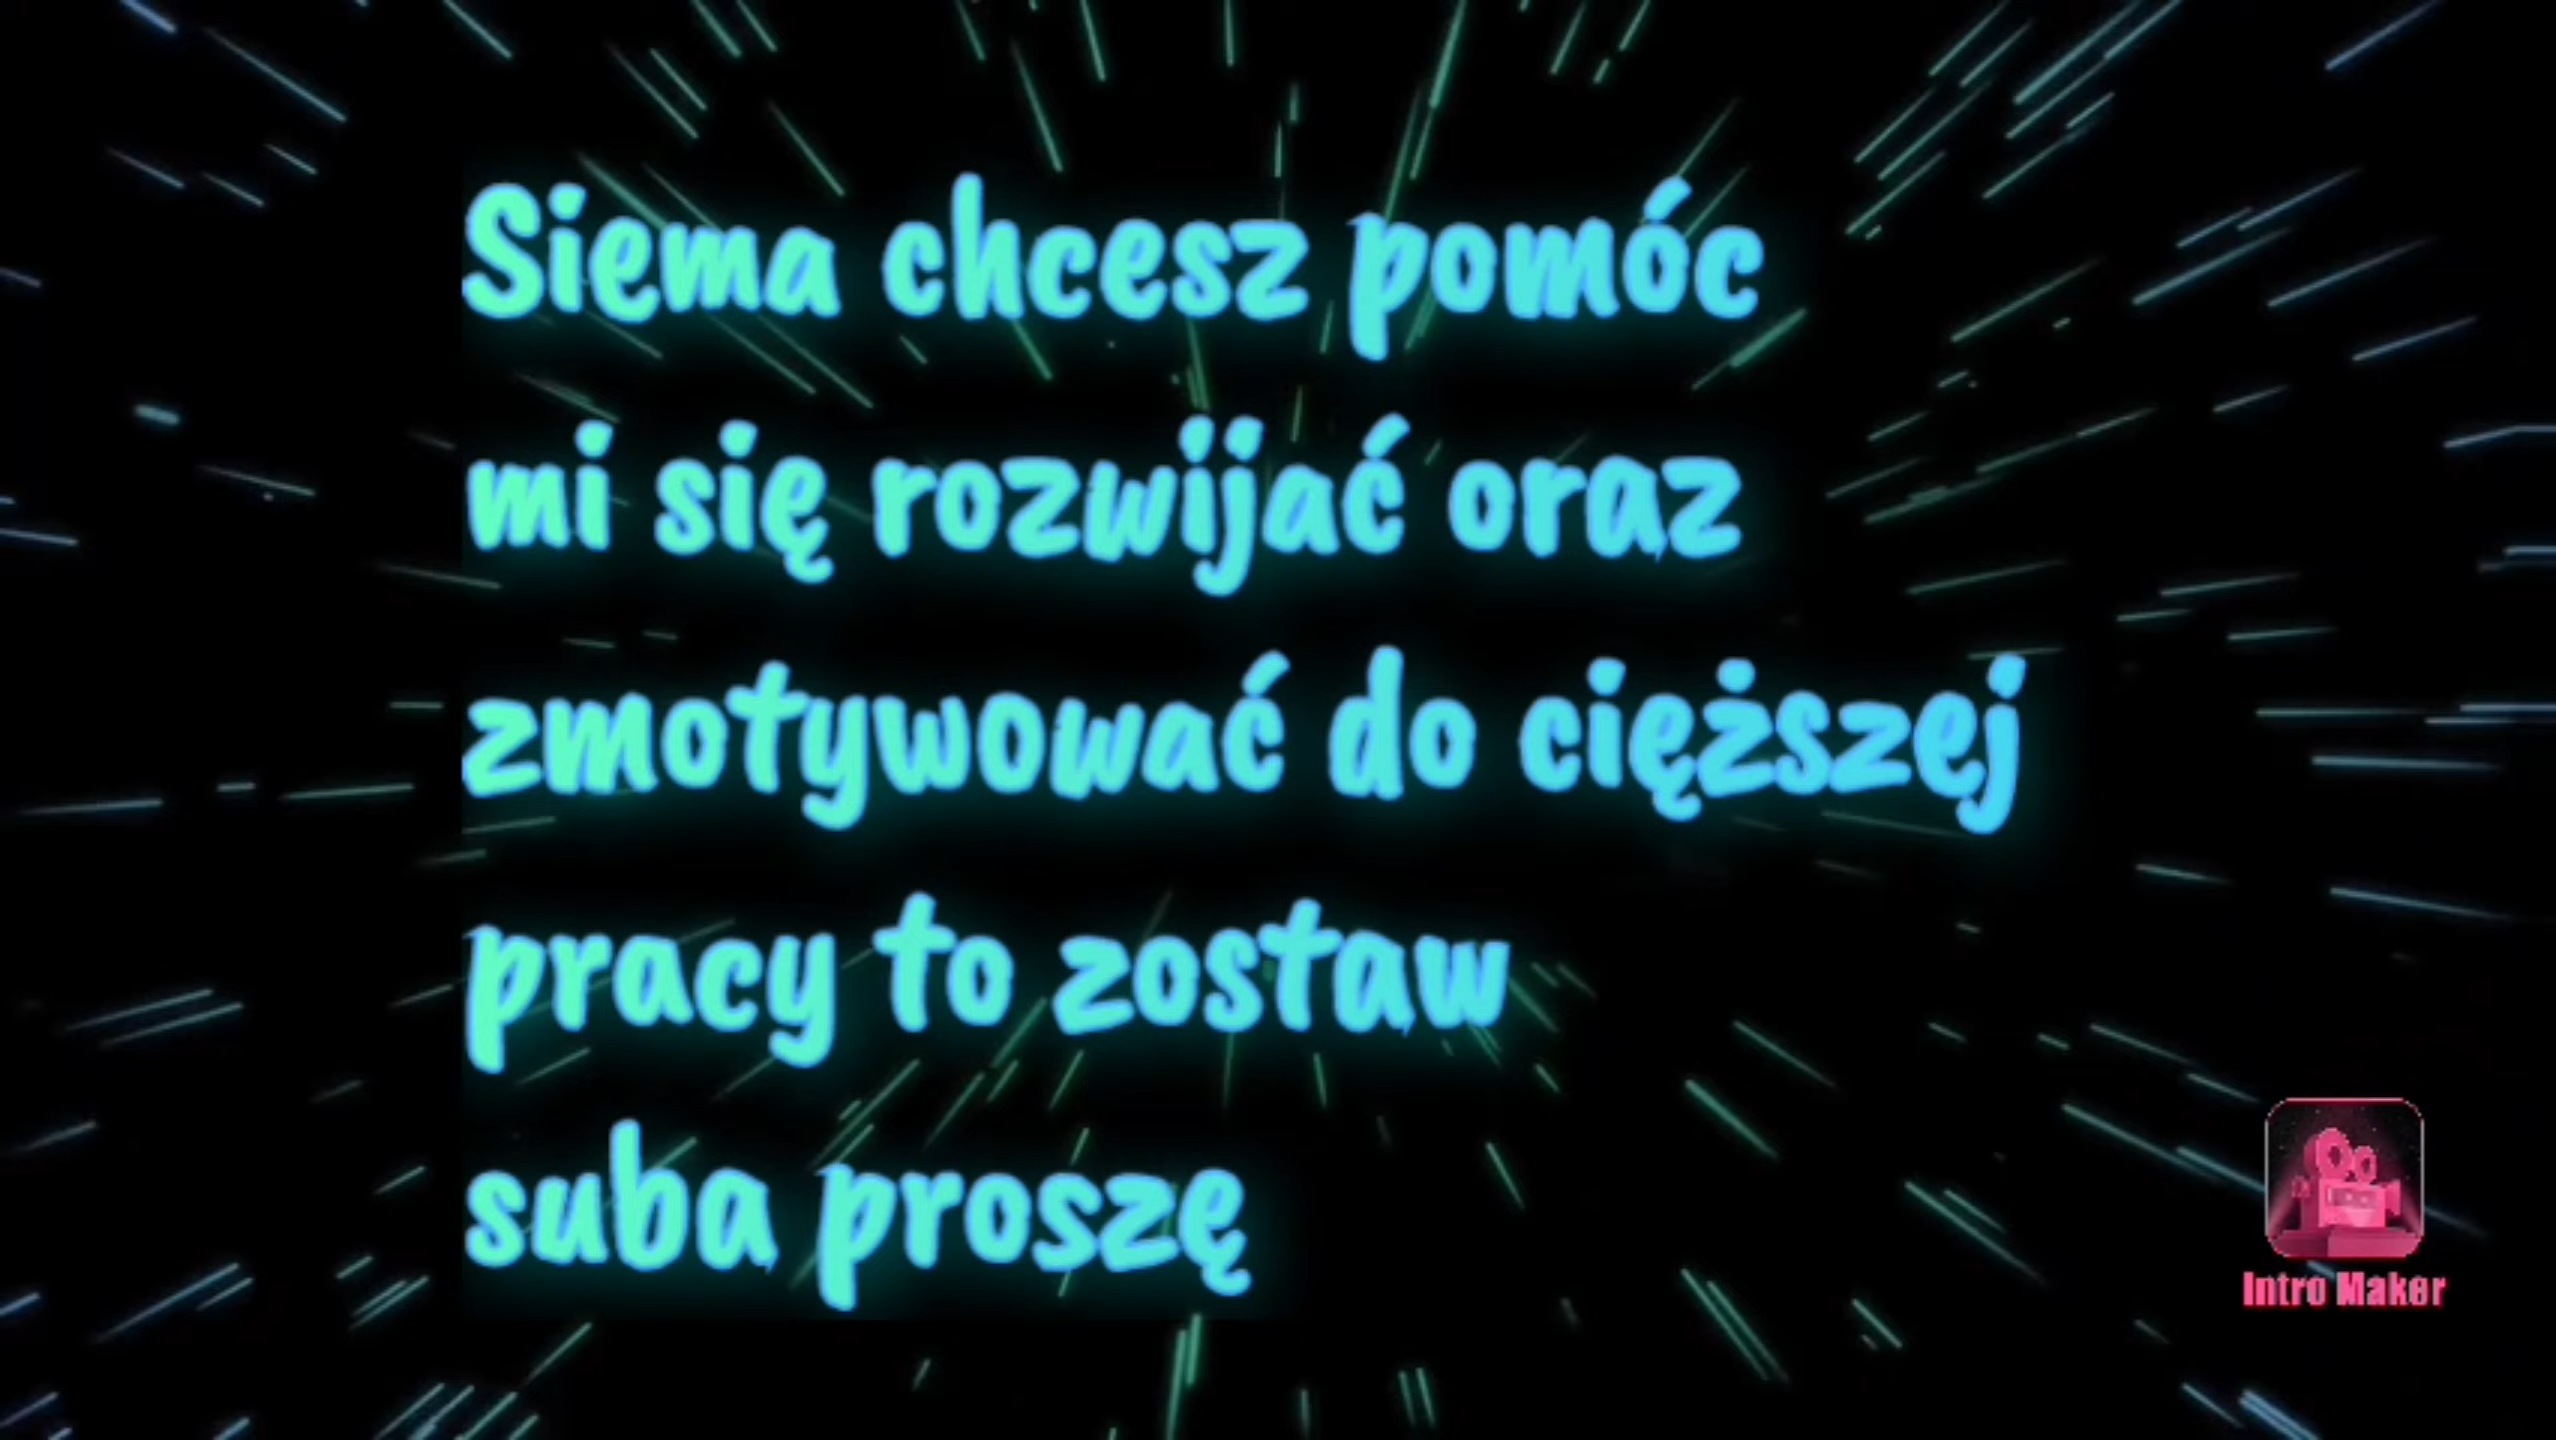 Siema chcesz pomóc
mi się rozwijać oraz
zmotywować do cięższej
pracy to zostaw
suba proszę
Intro Maker